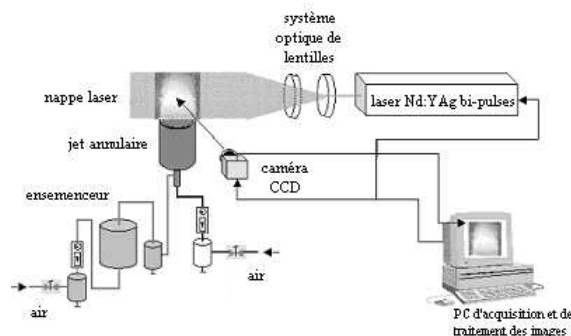 système
optique de
lentilles
nappe laser
laser Nd:YAg bi-pulses
jet annulaire
caméra
CCD
ensemenceur
air
air
PC d'acquisition et de
traitement des images